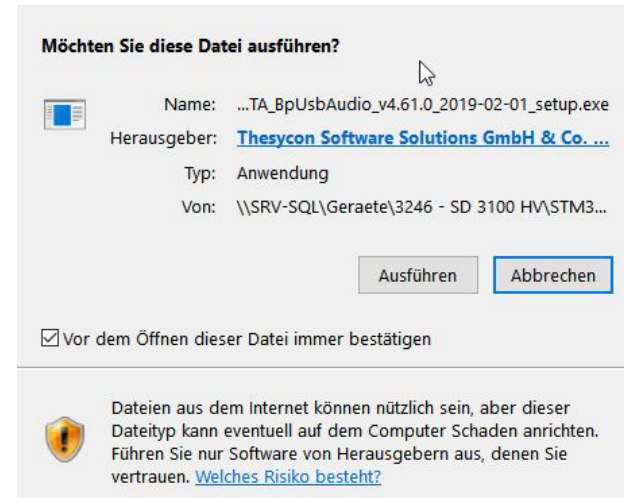 Möchten Sie diese Datei ausführen?
Name: ...TA_BpUsbAudio_v4.61.0_2019-02-01_setup.exe
Herausgeber: Thesycon Software Solutions GmbH & Co. ...
Typ: Anwendung
Von: \\SRV-SQL\Geraete\3246 - SD 3100 HV\STM3...
Ausführen Abbrechen
Vor dem Öffnen dieser Datei immer bestätigen
Dateien aus dem Internet können nützlich sein, aber dieser
Dateityp kann eventuell auf dem Computer Schaden anrichten.
Führen Sie nur Software von Herausgebern aus, denen Sie
vertrauen. Welches Risiko besteht?